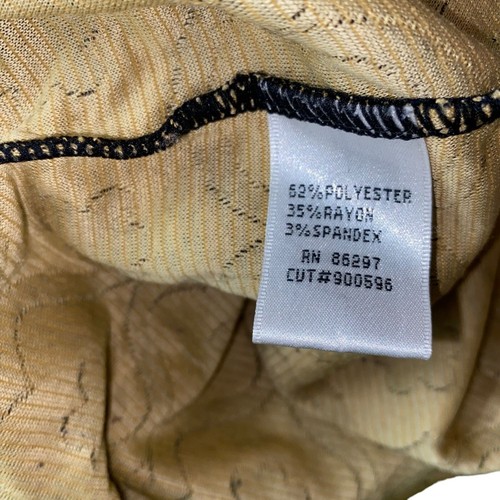 62%POLYESTER
35%RAYON
3%SPANDEX
RN 86297
CUT#900596